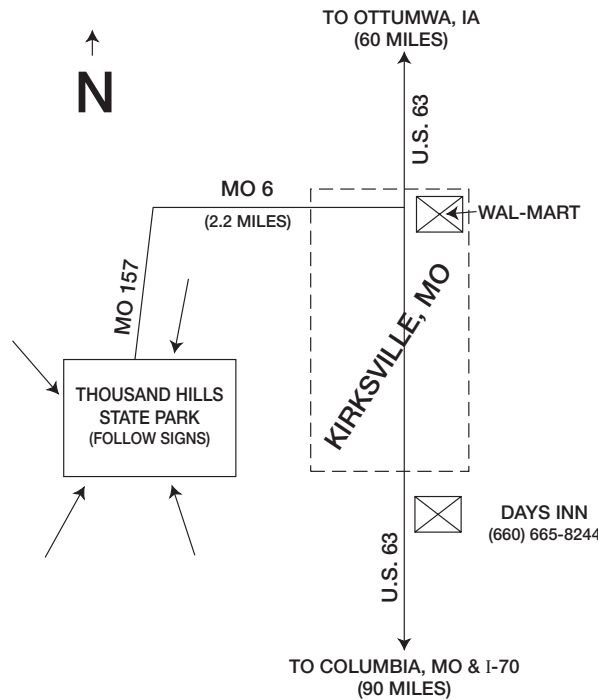 TO OTTUMWA, IA
(60 MILES)
N
U.S. 63
MO 6
(2.2 MILES)
WAL-MART
MO 157
KIRKSVILLE, MO
THOUSAND HILLS
STATE PARK
(FOLLOW SIGNS)
DAYS INN
(660) 665-8244
U.S. 63
TO COLUMBIA, MO & I-70
(90 MILES)